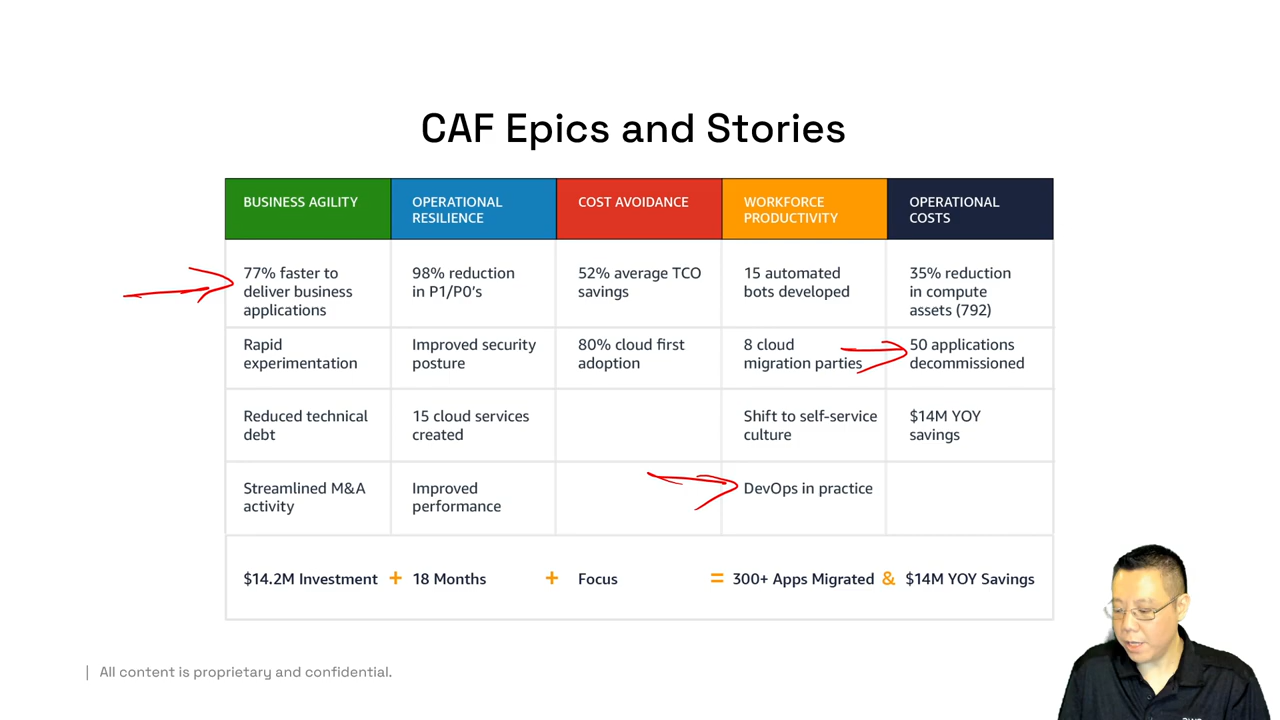 CAF Epics and Stories
BUSINESS AGILITY
OPERATIONAL
RESILIENCE
COST AVOIDANCE
WORKFORCE
PRODUCTIVITY
OPERATIONAL
COSTS
77% faster to
deliver business
applications
98% reduction
in P1/P0's
52% average TCO
savings
15 automated
bots developed
35% reduction
in compute
assets (792)
Rapid
experimentation
Improved security
posture
80% cloud first
adoption
8 cloud
migration parties
50 applications
decommissioned
Reduced technical
debt
15 cloud services
created
Shift to self-service
culture
$14M YOY
savings
Streamlined M&A
activity
Improved
performance
DevOps in practice
$14.2M Investment + 18 Months + Focus = 300+ Apps Migrated & $14M YOY Savings
| All content is proprietary and confidential.